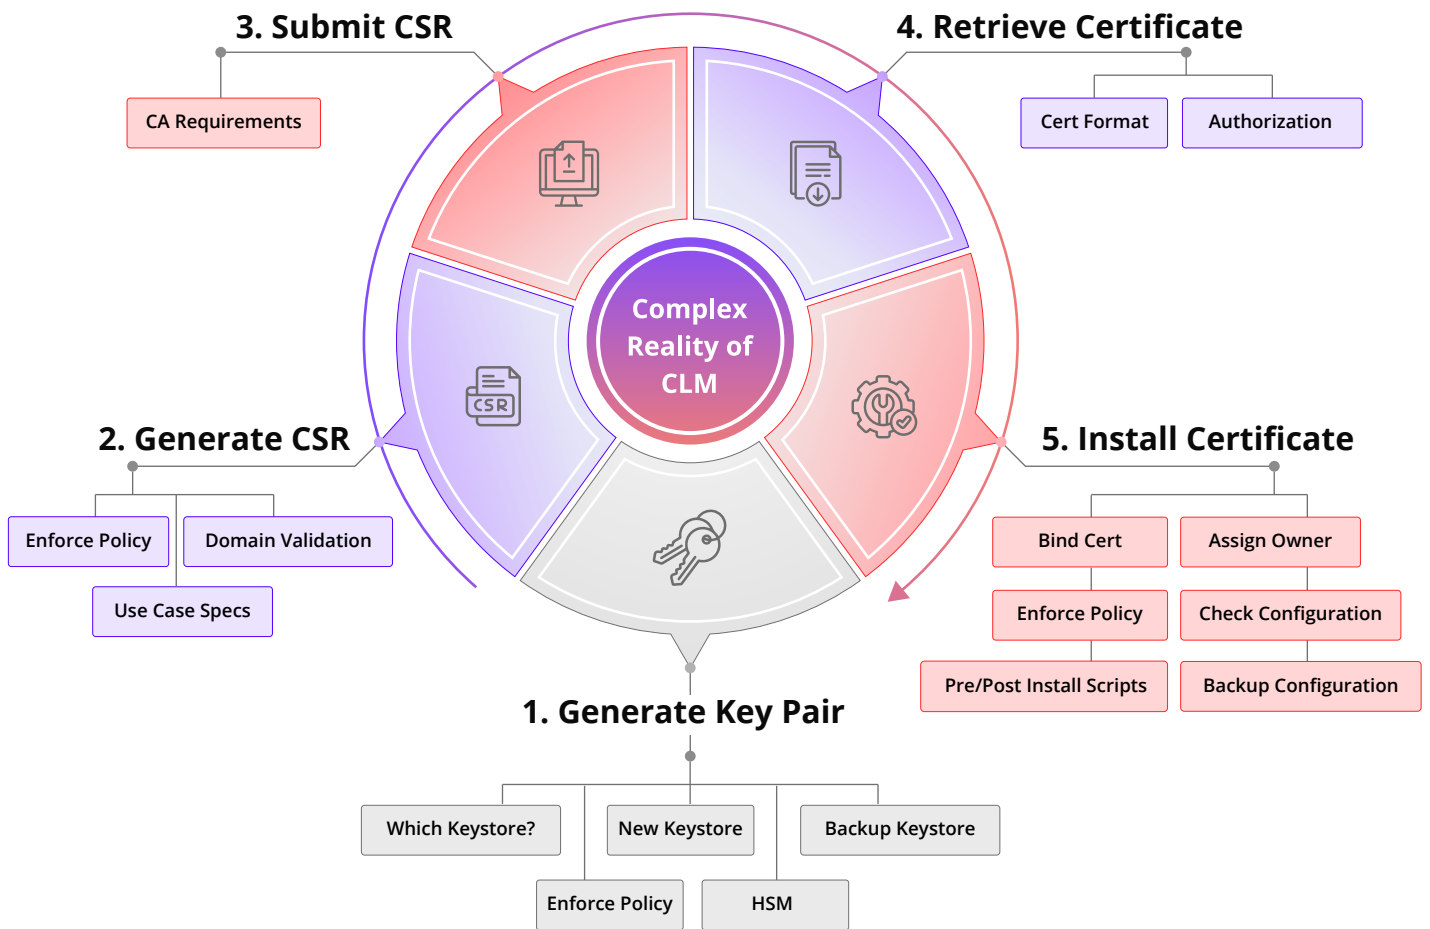 3. Submit CSR
CA Requirements
4. Retrieve Certificate
Cert Format
Authorization
Complex
Reality of
CLM
CSR
2. Generate CSR
Enforce Policy
Domain Validation
Use Case Specs
5. Install Certificate
Bind Cert
Assign Owner
Enforce Policy
Check Configuration
Pre/Post Install Scripts
Backup Configuration
1. Generate Key Pair
Which Keystore?
New Keystore
Backup Keystore
Enforce Policy
HSM